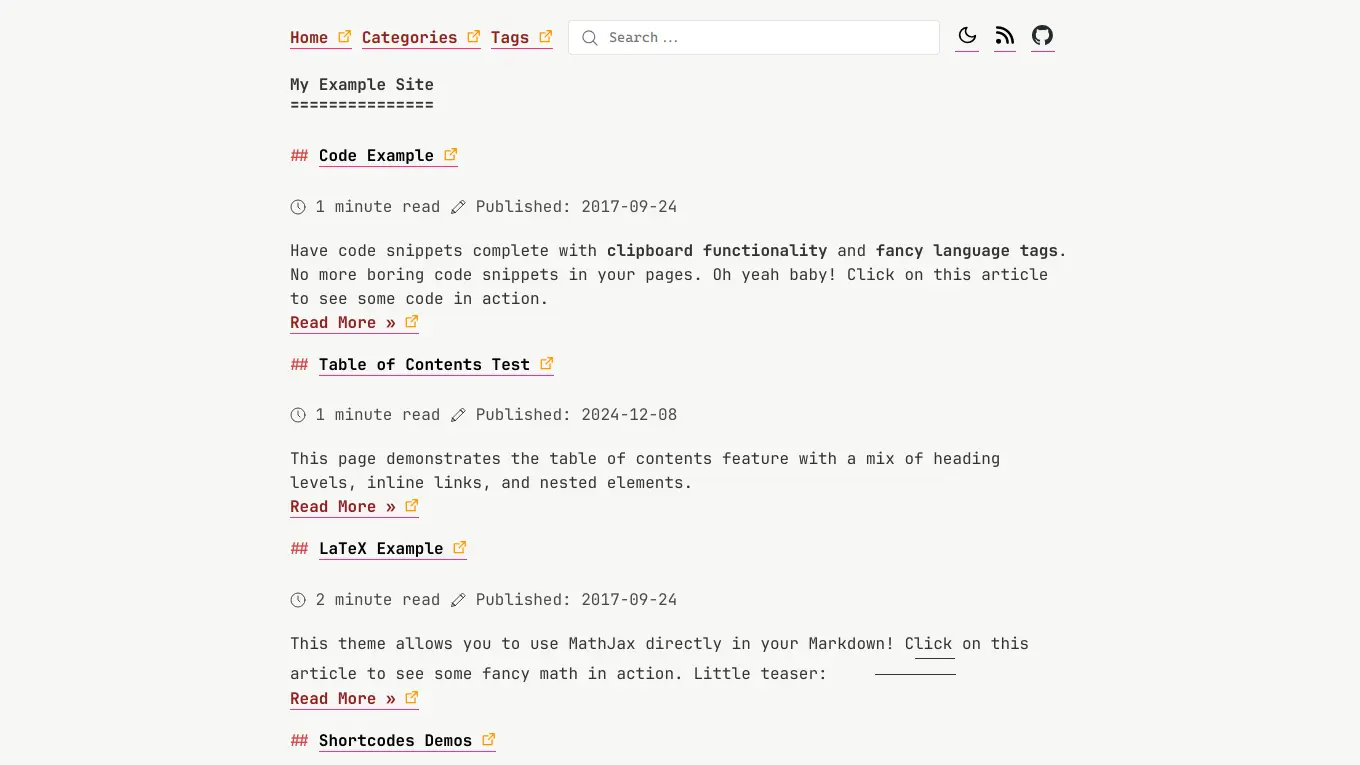 Home Categories Tags Search ...
My Example Site
===============
## Code Example
1 minute read Published: 2017-09-24
Have code snippets complete with clipboard functionality and fancy language tags.
No more boring code snippets in your pages. Oh yeah baby! Click on this article
to see some code in action.
Read More »
## Table of Contents Test
1 minute read Published: 2024-12-08
This page demonstrates the table of contents feature with a mix of heading
levels, inline links, and nested elements.
Read More »
## LaTeX Example
2 minute read Published: 2017-09-24
This theme allows you to use MathJax directly in your Markdown! Click on this
article to see some fancy math in action. Little teaser:
Read More »
## Shortcodes Demos